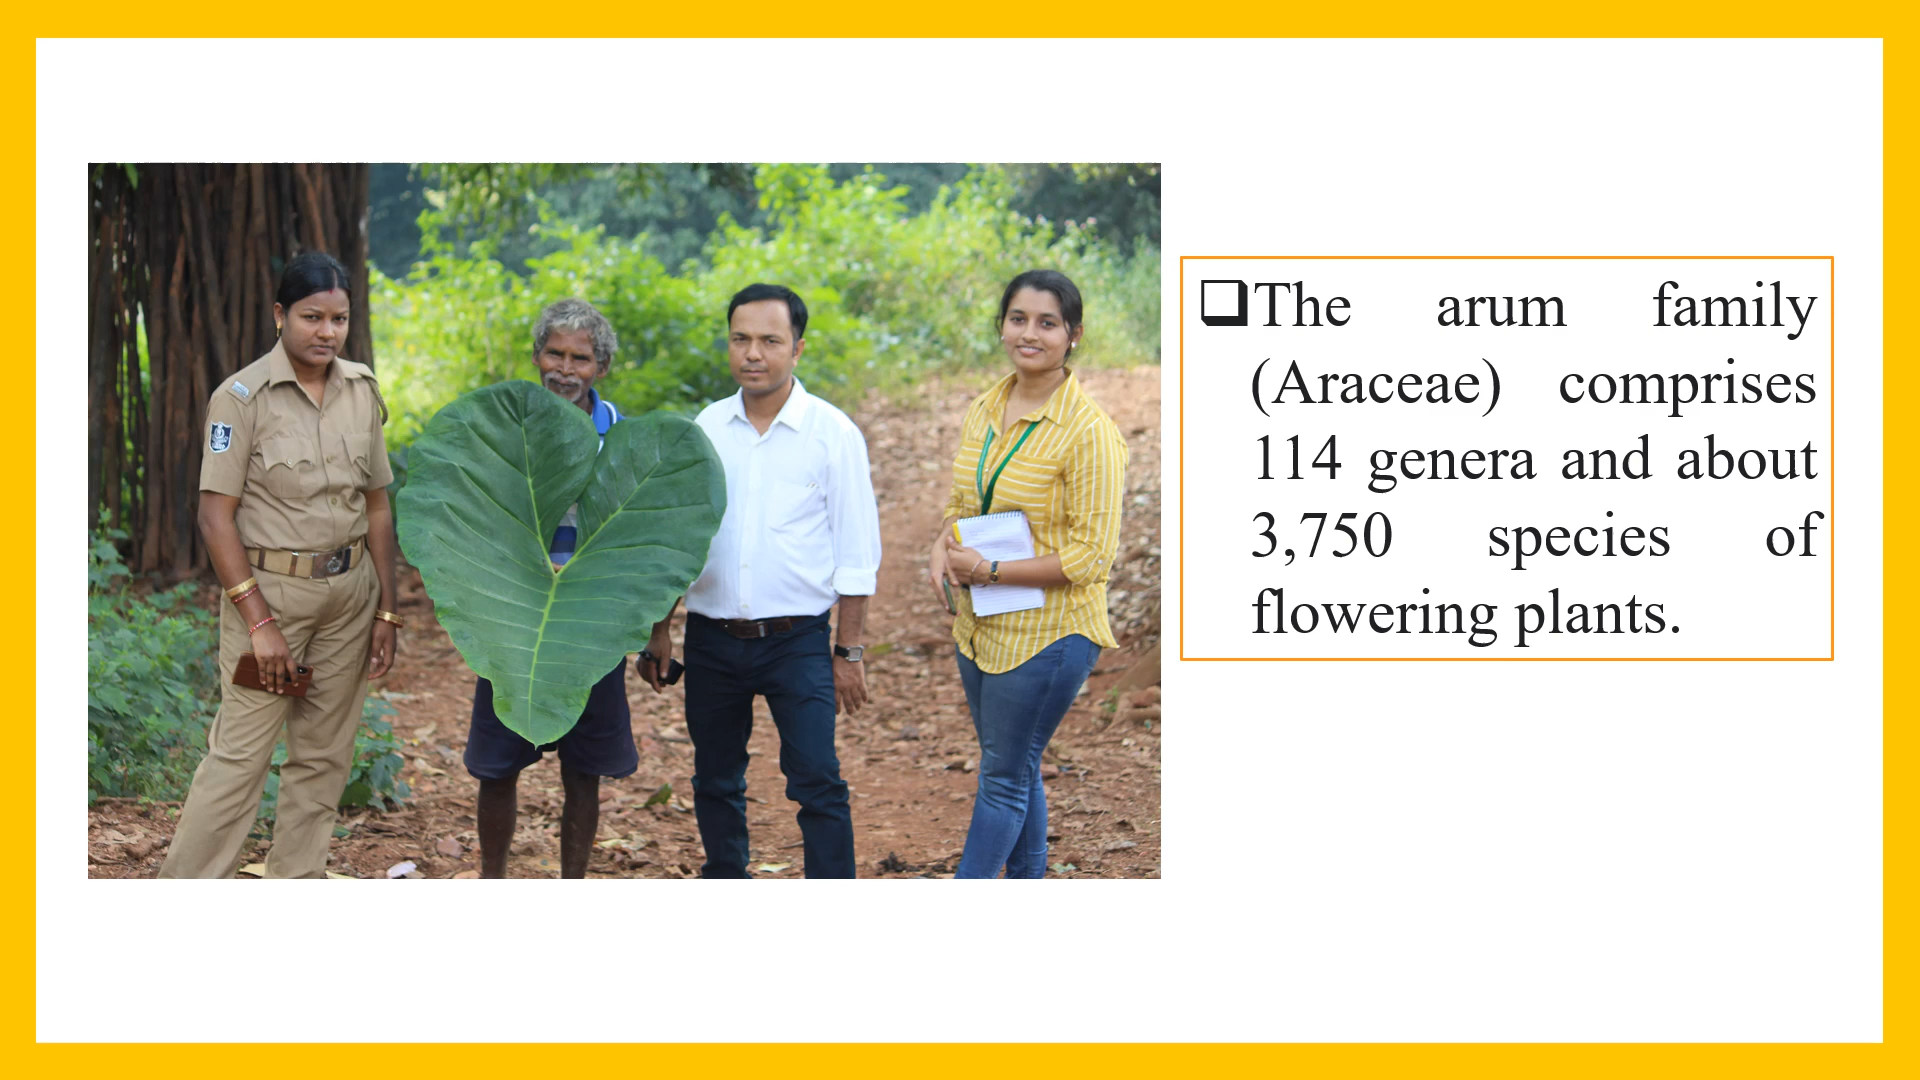 ❑The arum family
(Araceae) comprises
114 genera and about
3,750 species of
flowering plants.